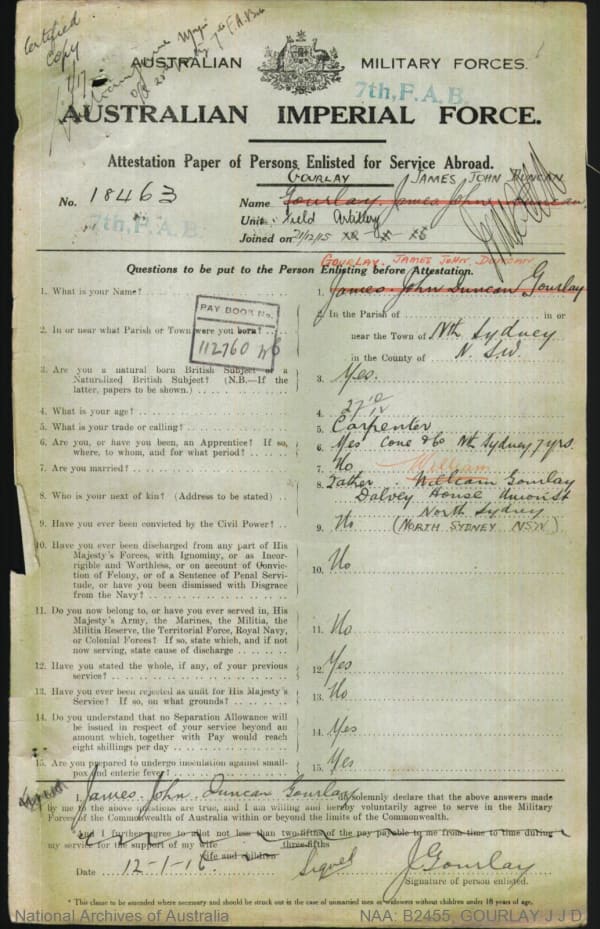 Certified
Copy
AUSTRALIAN MILITARY FORCES.
7th, F.A.B.
AUSTRALIAN IMPERIAL FORCE.
Attestation Paper of Persons Enlisted for Service Abroad.
GOURLAY JAMES JOHN DUNCAN
No. 18463 Name Gourlay James John Duncan
7th F.A.B. Unit Field Artillery
Joined on 21/12/15
GOURLAY. JAMES JOHN DUNCAN
Questions to be put to the Person Enlisting before Attestation.
1. What is your Name? 1. James John Duncan Gourlay
PAY BOOK No.
112760
2. In or near what Parish or Town were you born? 2. In the Parish of in or
near the Town of Nth Sydney
in the County of N.S.W.
3. Are you a natural born British Subject or a
Naturalized British Subject? (N.B.—If the
latter, papers to be shown.) 3. Yes.
4. What is your age? 4. 27
5. What is your trade or calling? 5. Carpenter
6. Are you, or have you been, an Apprentice? If so,
where, to whom, and for what period? 6. Yes Cone & Co Nth Sydney 7 yrs.
7. Are you married? 7. No
William
8. Who is your next of kin? (Address to be stated) 8. Father. William Gourlay
Dalvey House Union St
North Sydney
(NORTH SYDNEY NSW)
9. Have you ever been convicted by the Civil Power? 9. No
10. Have you ever been discharged from any part of His
Majesty's Forces, with Ignominy, or as Incor-
rigible and Worthless, or on account of Convic-
tion of Felony, or of a Sentence of Penal Servi-
tude, or have you been dismissed with Disgrace
from the Navy? 10. No
11. Do you now belong to, or have you ever served in, His
Majesty's Army, the Marines, the Militia, the
Militia Reserve, the Territorial Force, Royal Navy,
or Colonial Forces? If so, state which, and if not
now serving, state cause of discharge 11. No
12. Have you stated the whole, if any, of your previous
service? 12. Yes
13. Have you ever been rejected as unfit for His Majesty's
Service? If so, on what grounds? 13. No
14. Do you understand that no Separation Allowance will
be issued in respect of your service beyond an
amount which, together with Pay would reach
eight shillings per day 14. Yes
15. Are you prepared to undergo inoculation against small-
pox and enteric fever? 15. Yes
I, James John Duncan Gourlay do solemnly declare that the above answers made
by me to the above questions are true, and I am willing and hereby voluntarily agree to serve in the Military
Forces of the Commonwealth of Australia within or beyond the limits of the Commonwealth.
*And I further agree to allot not less than two-fifths of the pay payable to me from time to time during
three-fifths
my service for the support of my wife
wife and children
Date 12-1-16. Signed J Gourlay
Signature of person enlisted.
* This clause to be amended where necessary and should be struck out in the case of unmarried men or widowers without children under 18 years of age.
National Archives of Australia NAA: B2455, GOURLAY J J D